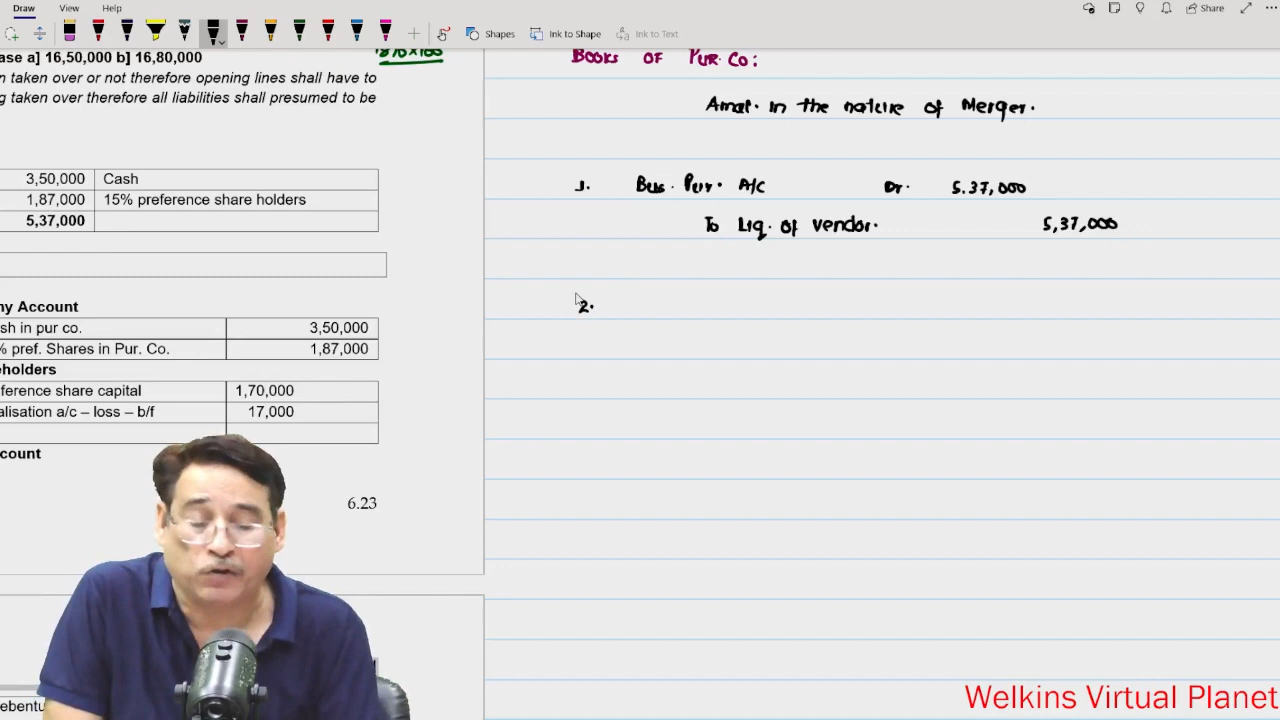 Draw View Help
Shapes Ink to Shape Ink to Text Share
ase a] 16,50,000 b] 16,80,000
n taken over or not therefore opening lines shall have to
g taken over therefore all liabilities shall presumed to be
3,50,000 Cash
1,87,000 15% preference share holders
5,37,000
ny Account
sh in pur co. 3,50,000
% pref. Shares in Pur. Co. 1,87,000
eholders
ference share capital 1,70,000
alisation a/c – loss – b/f 17,000
count
6.23
ebentu
Books of Pur. Co:
Amal. In the nature of Merger.
1. Bus. Pur. A/c Dr. 5.37,000
To Liq. of vendor. 5,37,000
2.
Welkins Virtual Planet